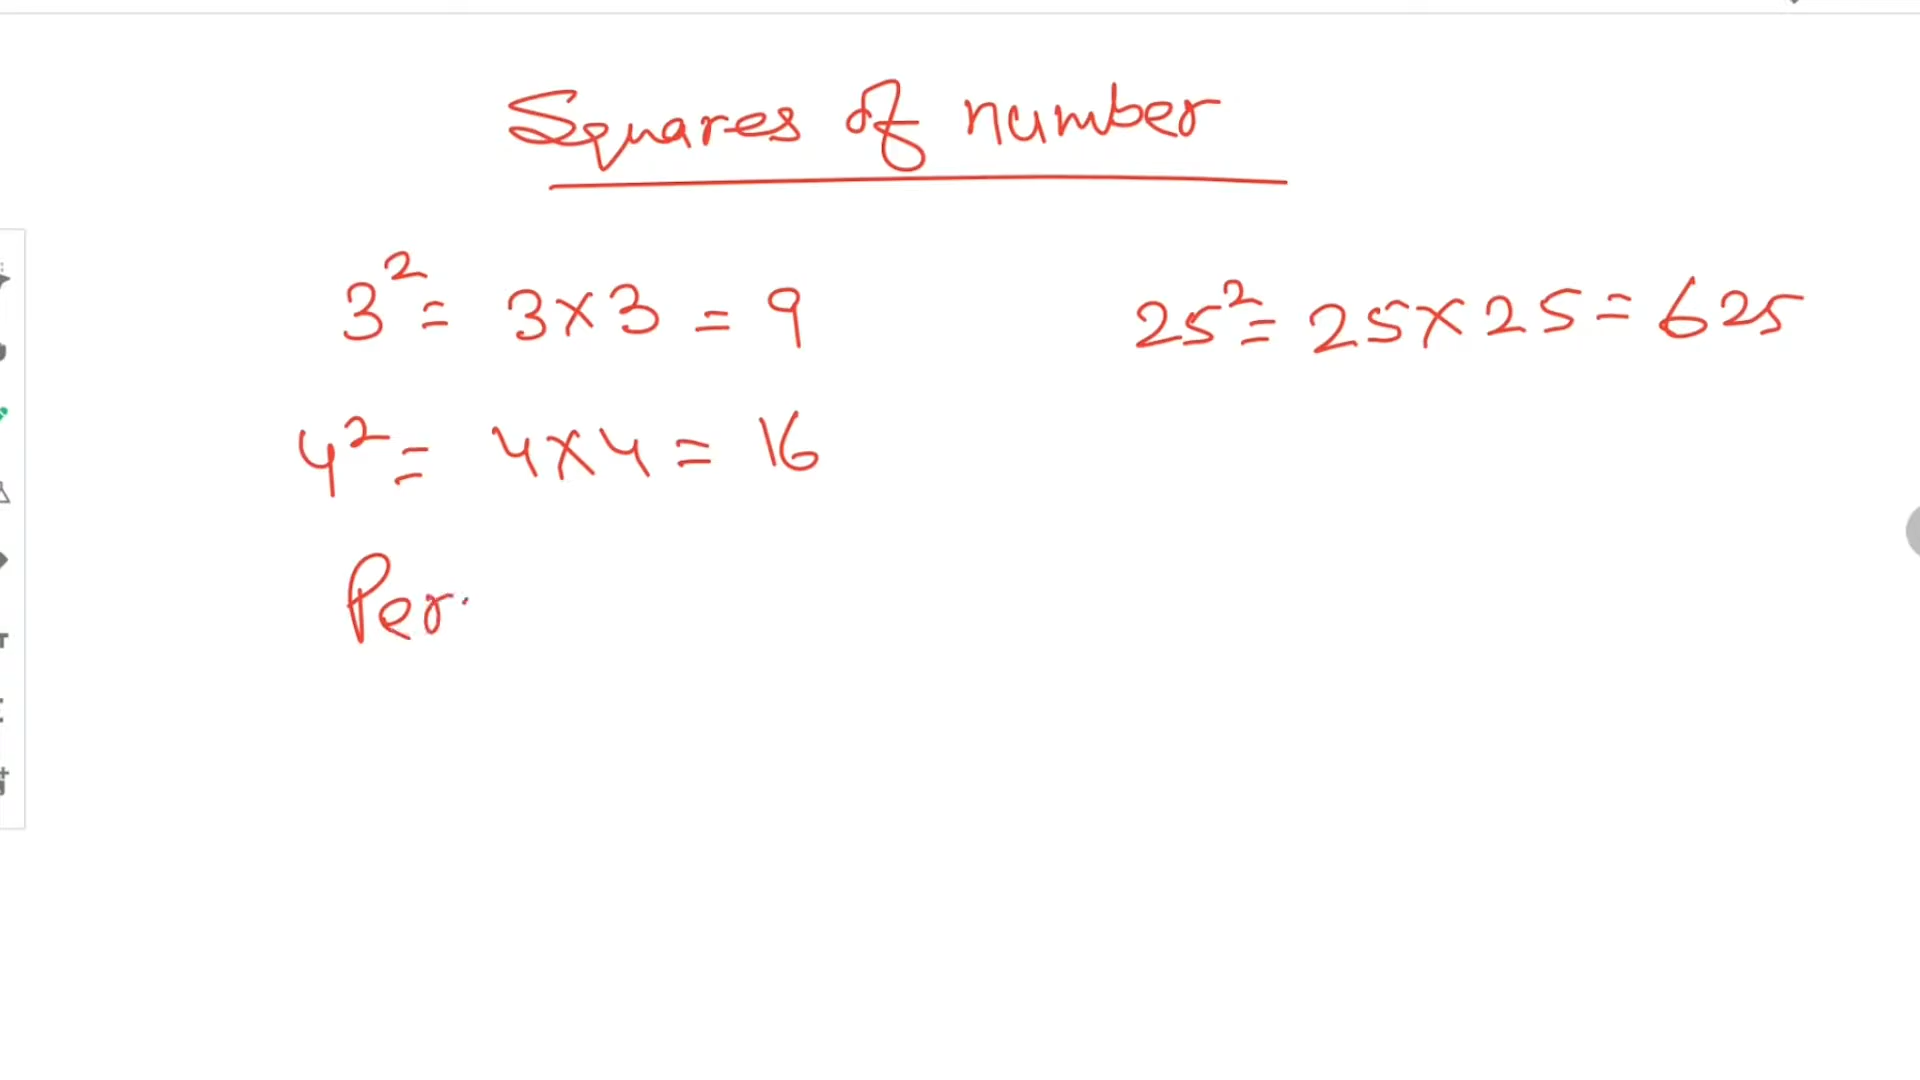 Squares of number
3² = 3×3 = 9
25² = 25×25 = 625
4² = 4×4 = 16
Per